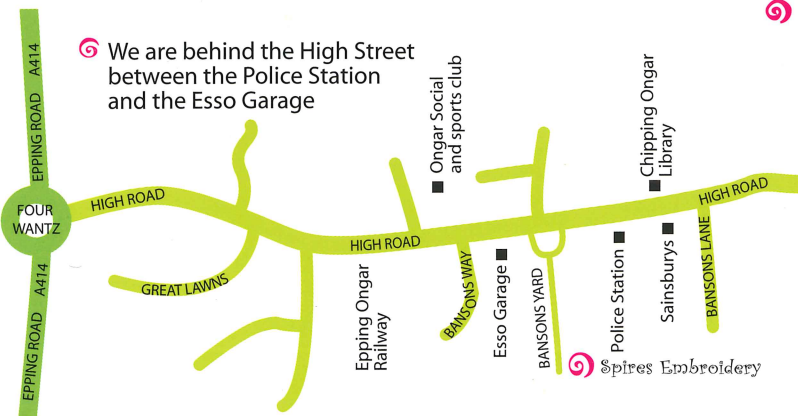 We are behind the High Street
between the Police Station
and the Esso Garage
EPPING ROAD A414
FOUR
WANTZ
EPPING ROAD A414
HIGH ROAD
GREAT LAWNS
HIGH ROAD
Epping Ongar
Railway
Ongar Social
and sports club
BANSONS WAY
Esso Garage
BANSONS YARD
Chipping Ongar
Library
Police Station
Sainsburys
HIGH ROAD
BANSONS LANE
Spires Embroidery